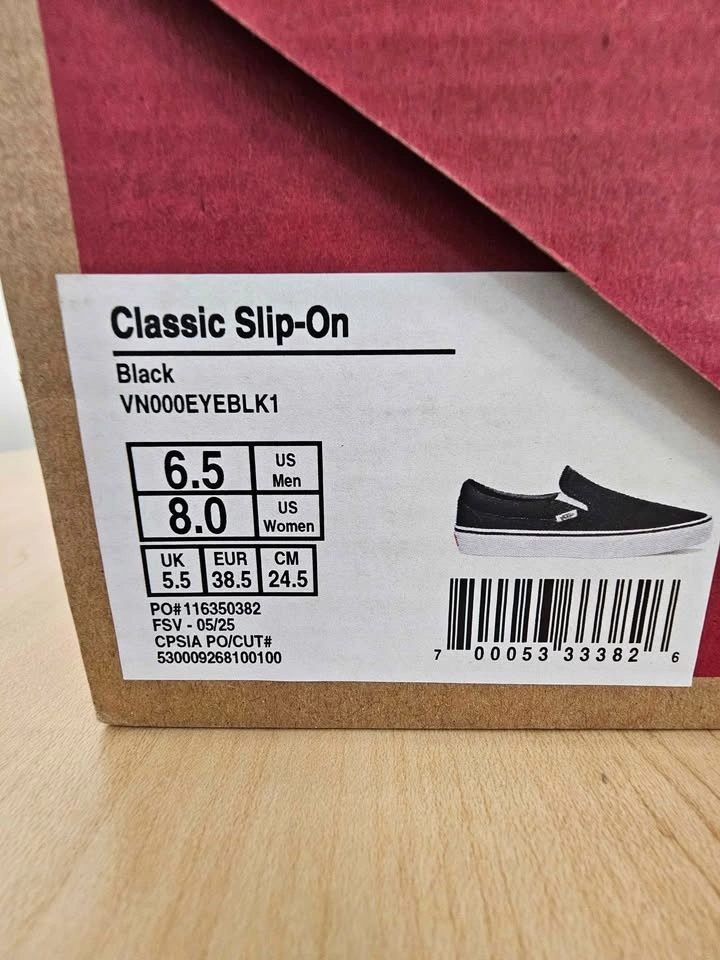 Classic Slip-On
Black
VN000EYEBLK1
6.5 US Men
8.0 US Women
UK EUR CM
5.5 38.5 24.5
PO#116350382
FSV - 05/25
CPSIA PO/CUT#
530009268100100
7 00053 33382 6